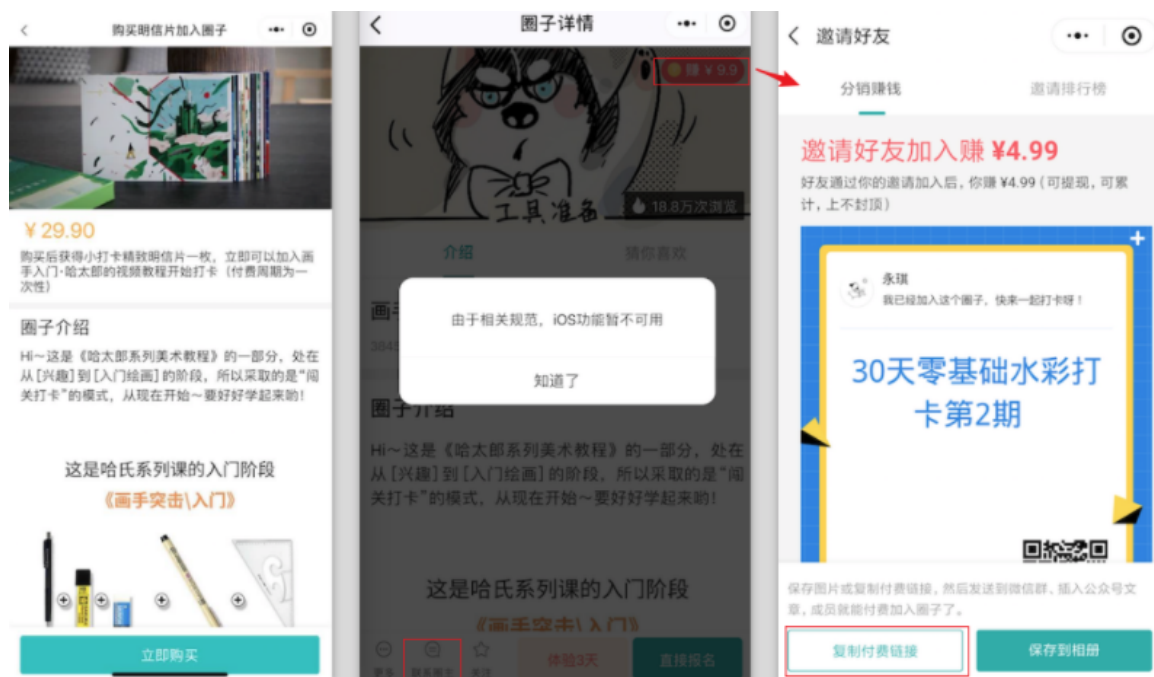 购买明信片加入圈子
￥29.90
购买后获得小打卡精致明信片一枚，立即可以加入画
手入门·哈太郎的视频教程开始打卡（付费周期为一
次性）
圈子介绍
Hi～这是《哈太郎系列美术教程》的一部分，处在
从[兴趣]到[入门绘画]的阶段，所以采取的是“闯
关打卡”的模式，从现在开始～要好好学起来哟！
这是哈氏系列课的入门阶段
《画手突击\入门》
立即购买
圈子详情
赚 ￥9.9
工具准备
18.8万次浏览
介绍
猜你喜欢
画手
由于相关规范，iOS功能暂不可用
知道了
圈子介绍
Hi～这是《哈太郎系列美术教程》的一部分，处在
从[兴趣]到[入门绘画]的阶段，所以采取的是“闯
关打卡”的模式，从现在开始～要好好学起来哟！
这是哈氏系列课的入门阶段
《画手突击\入门》
体验3天
直接报名
邀请好友
分销赚钱
邀请排行榜
邀请好友加入赚 ¥4.99
好友通过你的邀请加入后，你赚 ¥4.99（可提现，可累
计，上不封顶）
永琪
我已经加入这个圈子，快来一起打卡呀！
30天零基础水彩打
卡第2期
保存图片或复制付费链接，然后发送到微信群，插入公众号文
章，成员就能付费加入圈子了。
复制付费链接
保存到相册